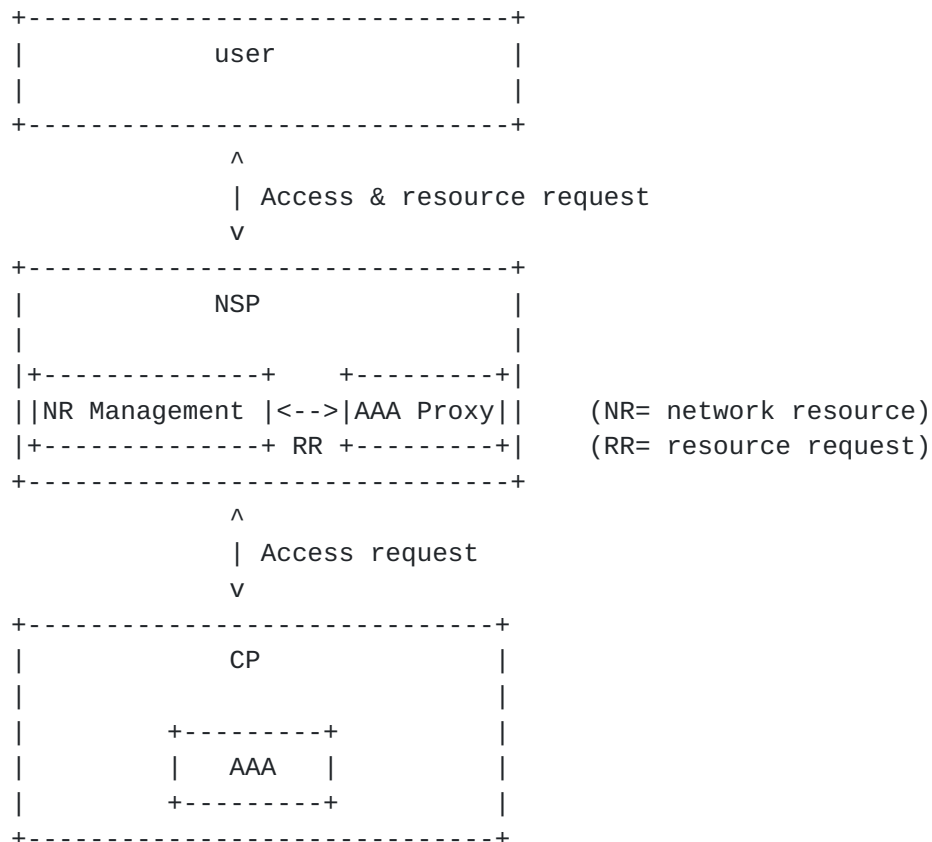 user
Access & resource request
NSP
NR Management <--> AAA Proxy (NR= network resource)
RR (RR= resource request)
Access request
CP
AAA